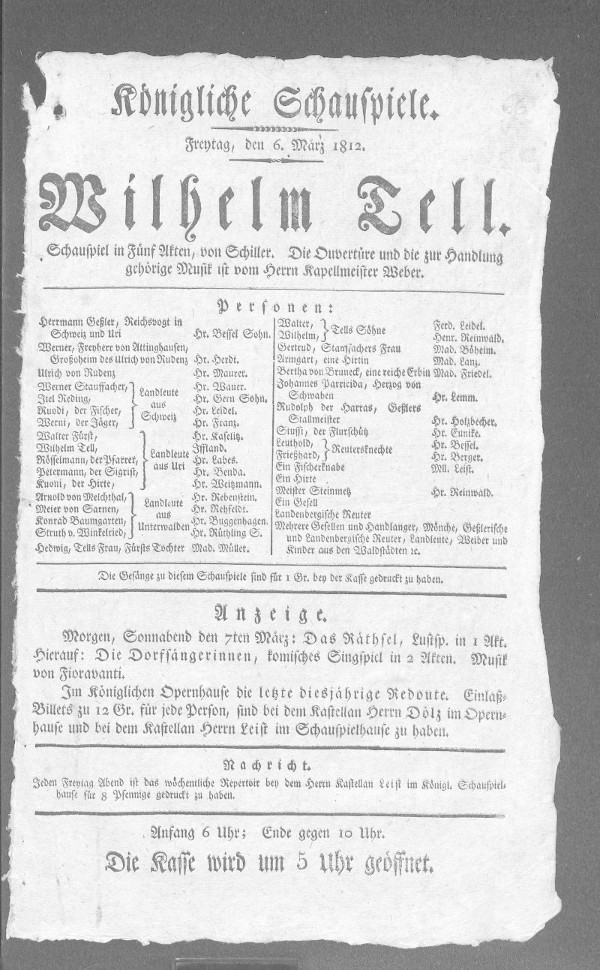 Königliche Schauspiele.
Freytag, den 6. März 1812.
Wilhelm Tell.
Schauspiel in Fünf Akten, von Schiller. Die Ouvertüre und die zur Handlung
gehörige Musik ist vom Herrn Kapellmeister Weber.
Personen:
Herrmann Geßler, Reichsvogt in
Schweiz und Uri Hr. Bessel Sohn.
Werner, Freyherr von Attinghausen,
Großoheim des Ulrich von Rudenz Hr. Herdt.
Ulrich von Rudenz Hr. Maurer.
Werner Stauffacher, Hr. Wauer.
Itel Reding, Landleute Hr. Gern Sohn.
Ruodi, der Fischer, aus Hr. Leidel.
Werni, der Jäger, Schweiz Hr. Franz.
Walter Fürst, Hr. Kaselitz.
Wilhelm Tell, Iffland.
Rösselmann, der Pfarrer, Landleute Hr. Labes.
Petermann, der Sigrist, aus Uri Hr. Benda.
Kuoni, der Hirte, Hr. Weitzmann.
Arnold von Melchthal, Hr. Rebenstein.
Meier von Sarnen, Landleute Hr. Rehfeldt.
Konrad Baumgarten, aus Hr. Buggenhagen.
Struth v. Winkelried, Unterwalden Hr. Rüthling S.
Hedwig, Tells Frau, Fürsts Tochter Mad. Müller.
Walter, Ferd. Leidel.
Wilhelm, Tells Söhne Henr. Reinwald.
Gertrud, Stauffachers Frau Mad. Böheim.
Armgart, eine Hirtin Mad. Lanz.
Bertha von Bruneck, eine reiche Erbin Mad. Friedel.
Johannes Parricida, Herzog von
Schwaben Hr. Lemm.
Rudolph der Harras, Geßlers
Stallmeister Hr. Holzbecher.
Stüssi, der Flurschütz Hr. Eunike.
Leuthold, Hr. Bessel.
Frießhard, Reutersknechte Hr. Berger.
Ein Fischerknabe Mll. Leist.
Ein Hirte
Meister Steinmetz Hr. Reinwald.
Ein Gesell
Landenbergische Reuter
Mehrere Gesellen und Handlanger, Mönche, Geßlerische
und Landenbergische Reuter, Landleute, Weiber und
Kinder aus den Waldstädten ꝛc.
Die Gesänge zu diesem Schauspiele sind für 1 Gr. bey der Kasse gedruckt zu haben.
Anzeige.
Morgen, Sonnabend den 7ten März: Das Räthsel, Lustsp. in 1 Akt.
Hierauf: Die Dorfsängerinnen, komisches Singspiel in 2 Akten. Musik
von Fioravanti.
Im Königlichen Opernhause die letzte diesjährige Redoute. Einlaß-
Billets zu 12 Gr. für jede Person, sind bei dem Kastellan Herrn Dölz im Opern-
hause und bei dem Kastellan Herrn Leist im Schauspielhause zu haben.
Nachricht.
Jeden Freytag Abend ist das wöchentliche Repertoir bey dem Herrn Kastellan Leist im Königl. Schauspiel-
hause für 8 Pfennige gedruckt zu haben.
Anfang 6 Uhr; Ende gegen 10 Uhr.
Die Kasse wird um 5 Uhr geöffnet.